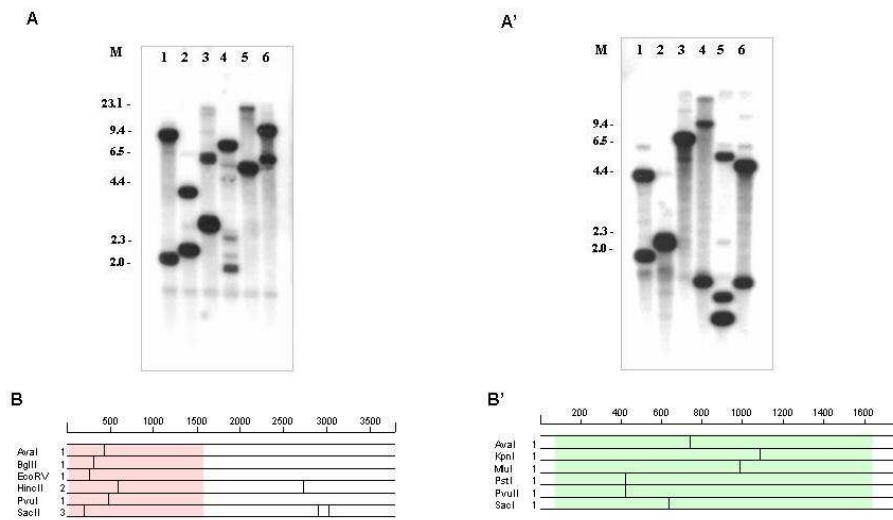 A
M
1 2 3 4 5 6
23.1 -
9.4 -
6.5 -
4.4 -
2.3 -
2.0 -
A'
M
1 2 3 4 5 6
9.4 -
6.5 -
4.4 -
2.3 -
2.0 -
B
500 1000 1500 2000 2500 3000 3500
AvaI 1
BglII 1
EcoRV 1
HincII 2
PvuI 1
SacII 3
B'
200 400 600 800 1000 1200 1400 1600
AvaI 1
KpnI 1
MluI 1
PstI 1
PvuII 1
SacI 1